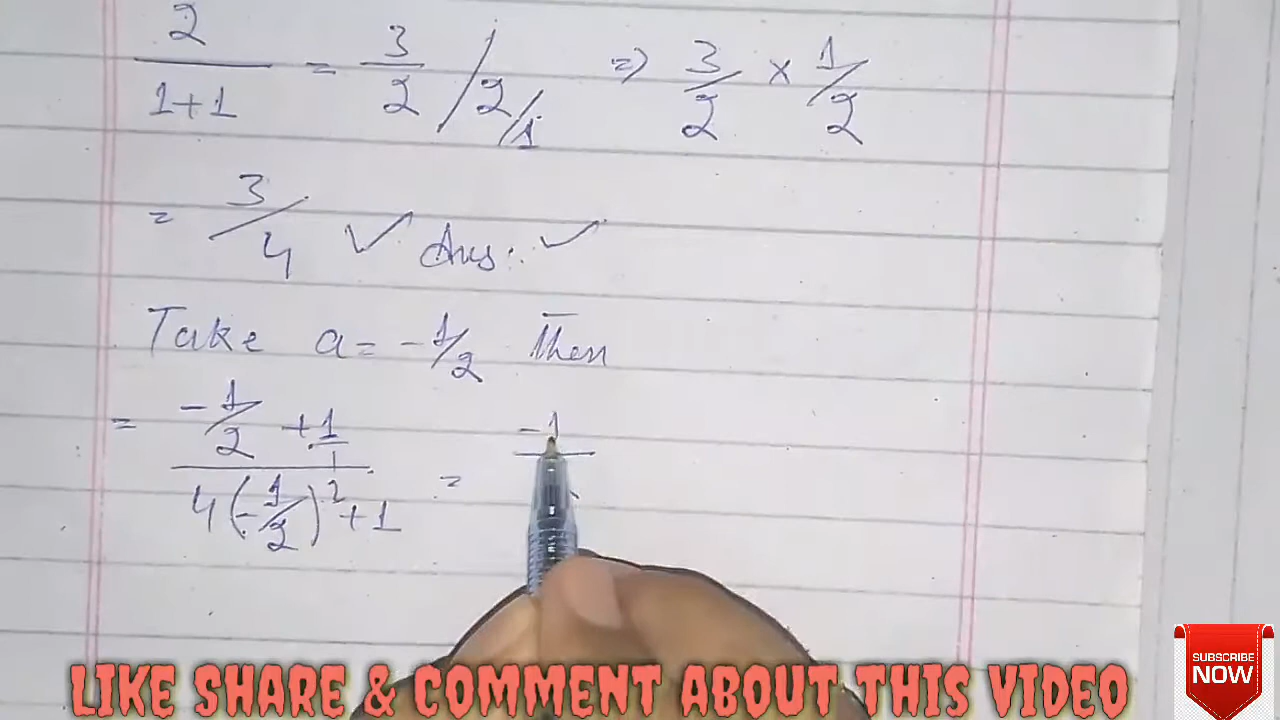 2
1+1 = 3/2 / 2/1 => 3/2 × 1/2
= 3/4 ✓ Ans: ✓
Take a = -1/2 Then
= -1/2 + 1/1 = -1
4(-1/2)² + 1
SUBSCRIBE
NOW
LIKE SHARE & COMMENT ABOUT THIS VIDEO